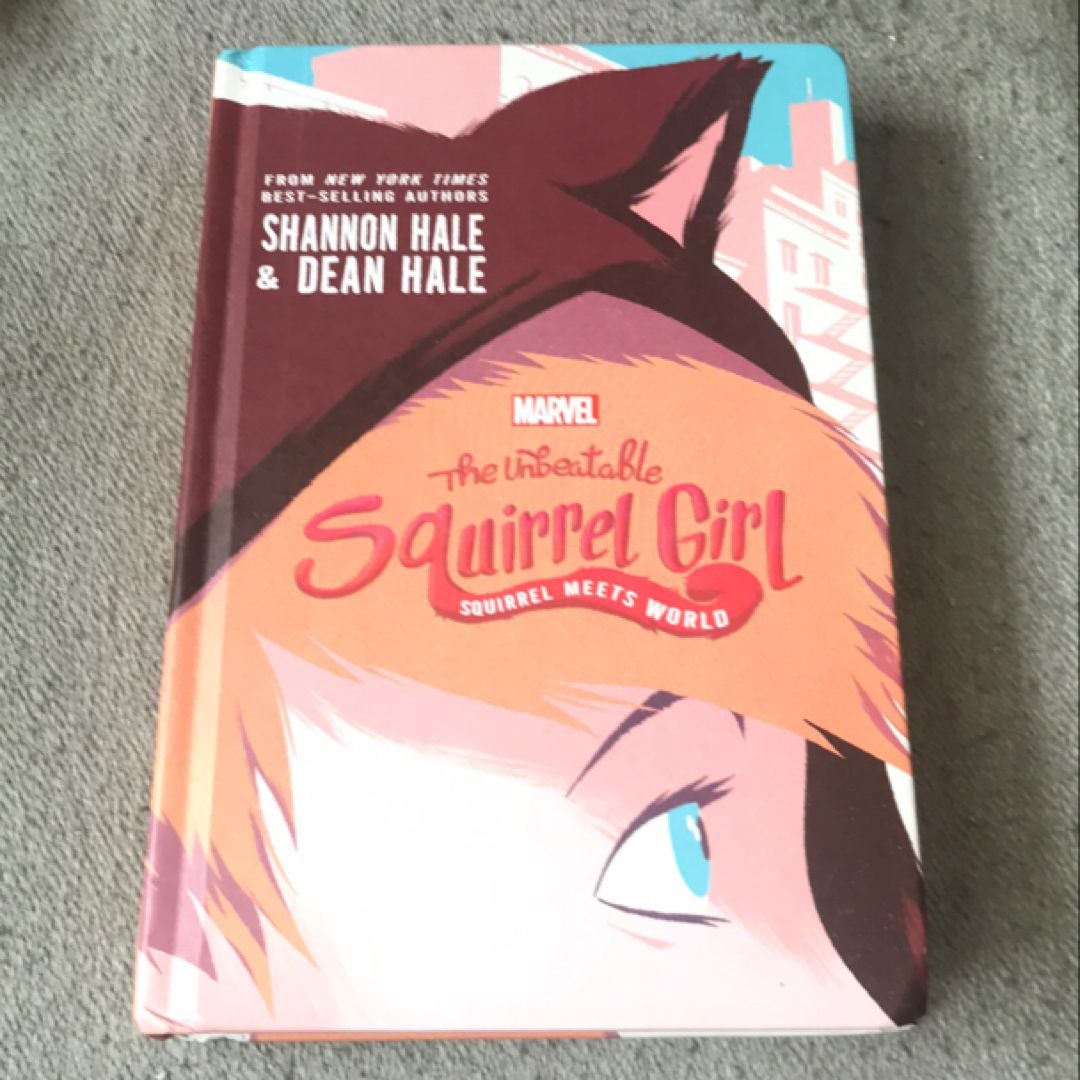 FROM NEW YORK TIMES
BEST-SELLING AUTHORS
SHANNON HALE
& DEAN HALE
MARVEL
The Unbeatable
Squirrel Girl
SQUIRREL MEETS WORLD